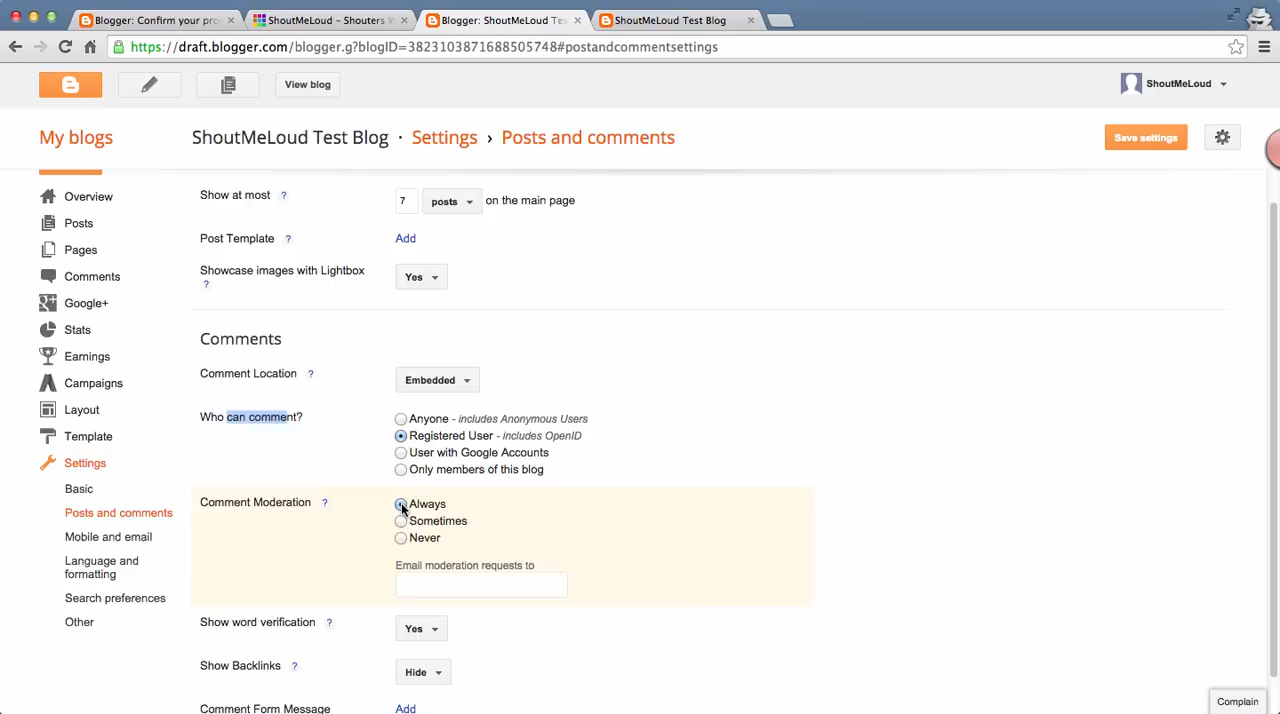 Blogger: Confirm your pro
ShoutMeLoud – Shouters W
Blogger: ShoutMeLoud Tes
ShoutMeLoud Test Blog
https://draft.blogger.com/blogger.g?blogID=3823103871688505748#postandcommentsettings
View blog
ShoutMeLoud
My blogs
ShoutMeLoud Test Blog · Settings › Posts and comments
Save settings
Overview
Posts
Pages
Comments
Google+
Stats
Earnings
Campaigns
Layout
Template
Settings
Basic
Posts and comments
Mobile and email
Language and
formatting
Search preferences
Other
Show at most ? 7 posts on the main page
Post Template ? Add
Showcase images with Lightbox
? Yes
Comments
Comment Location ? Embedded
Who can comment?
Anyone - includes Anonymous Users
Registered User - includes OpenID
User with Google Accounts
Only members of this blog
Comment Moderation ?
Always
Sometimes
Never
Email moderation requests to
Show word verification ? Yes
Show Backlinks ? Hide
Comment Form Message Add
Complain